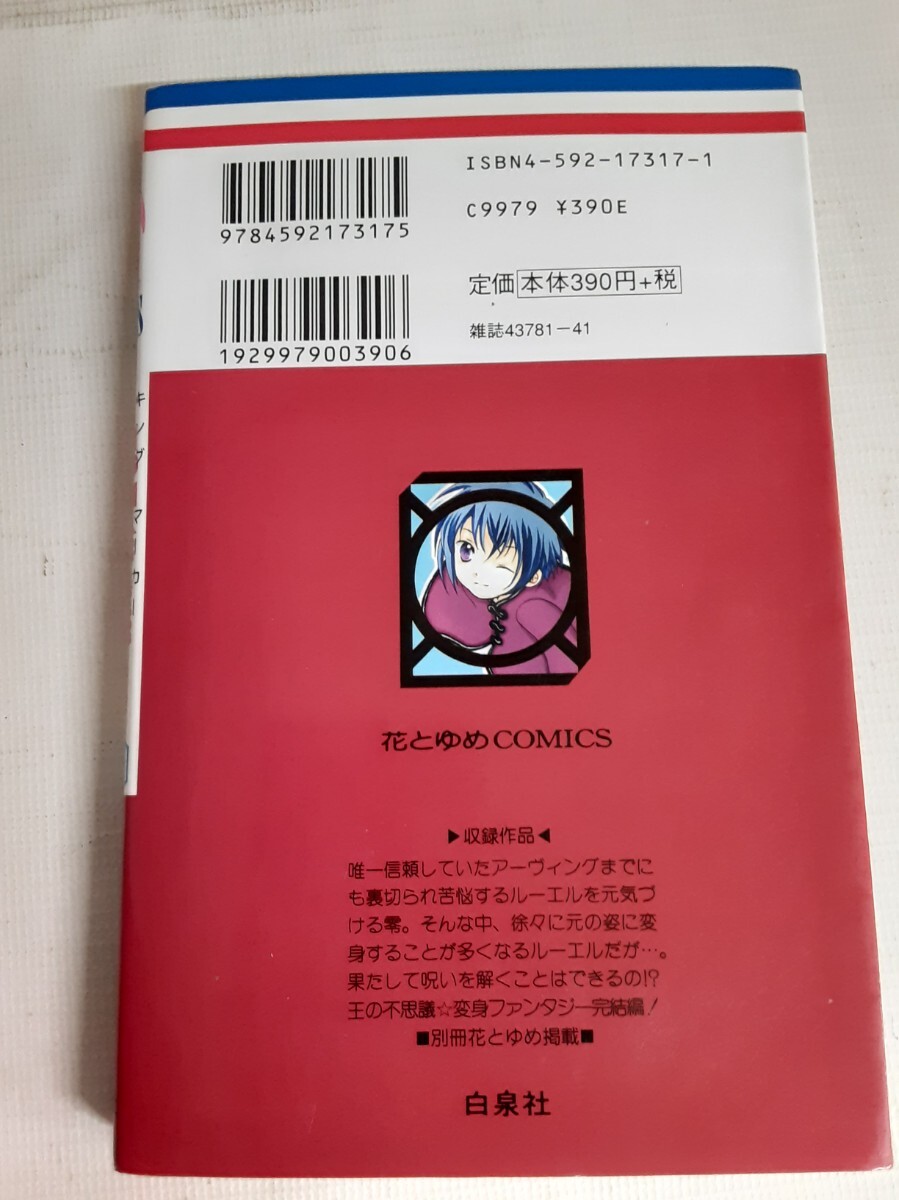 ISBN4-592-17317-1
C9979 ¥390E
9784592173175
定価 本体390円+税
雑誌43781-41
1929979003906
花とゆめCOMICS
▶収録作品◀
唯一信頼していたアーヴィングまでに
も裏切られ苦悩するルーエルを元気づ
ける零。そんな中、徐々に元の姿に変
身することが多くなるルーエルだが…。
果たして呪いを解くことはできるの!?
王の不思議☆変身ファンタジー完結編!
■別冊花とゆめ掲載■
白泉社